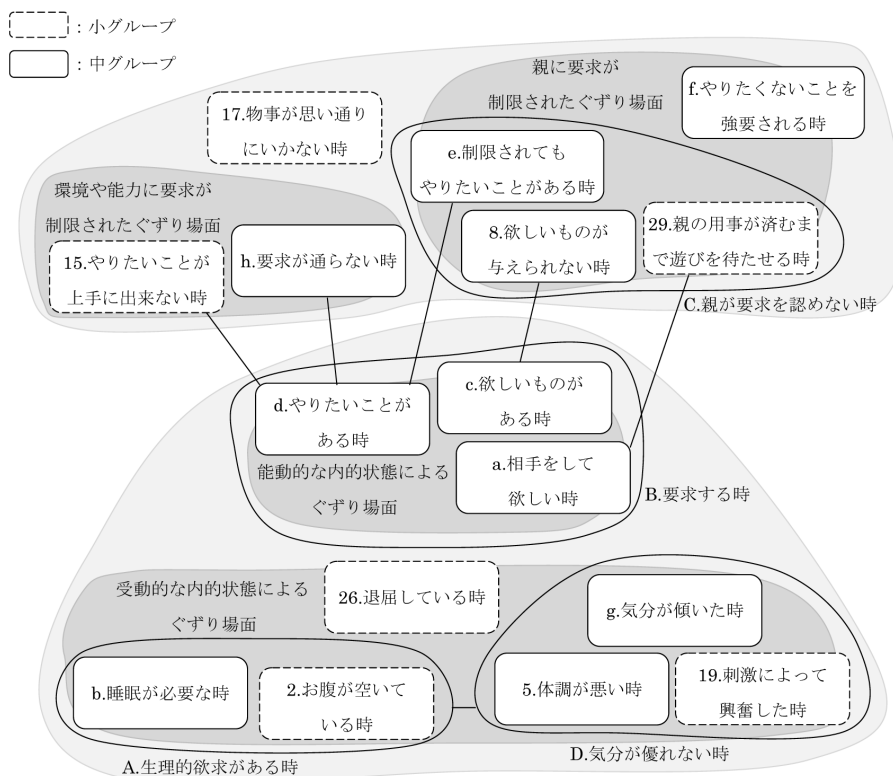 ：小グループ
：中グループ
親に要求が
制限されたぐずり場面
f.やりたくないことを
強要される時
17.物事が思い通り
にいかない時
e.制限されても
やりたいことがある時
環境や能力に要求が
制限されたぐずり場面
15.やりたいことが
上手に出来ない時
h.要求が通らない時
8.欲しいものが
与えられない時
29.親の用事が済むま
で遊びを待たせる時
C.親が要求を認めない時
d.やりたいことが
ある時
c.欲しいものが
ある時
a.相手をして
欲しい時
能動的な内的状態による
ぐずり場面
B.要求する時
受動的な内的状態による
ぐずり場面
26.退屈している時
g.気分が傾いた時
b.睡眠が必要な時
2.お腹が空いて
いる時
5.体調が悪い時
19.刺激によって
興奮した時
A.生理的欲求がある時
D.気分が優れない時